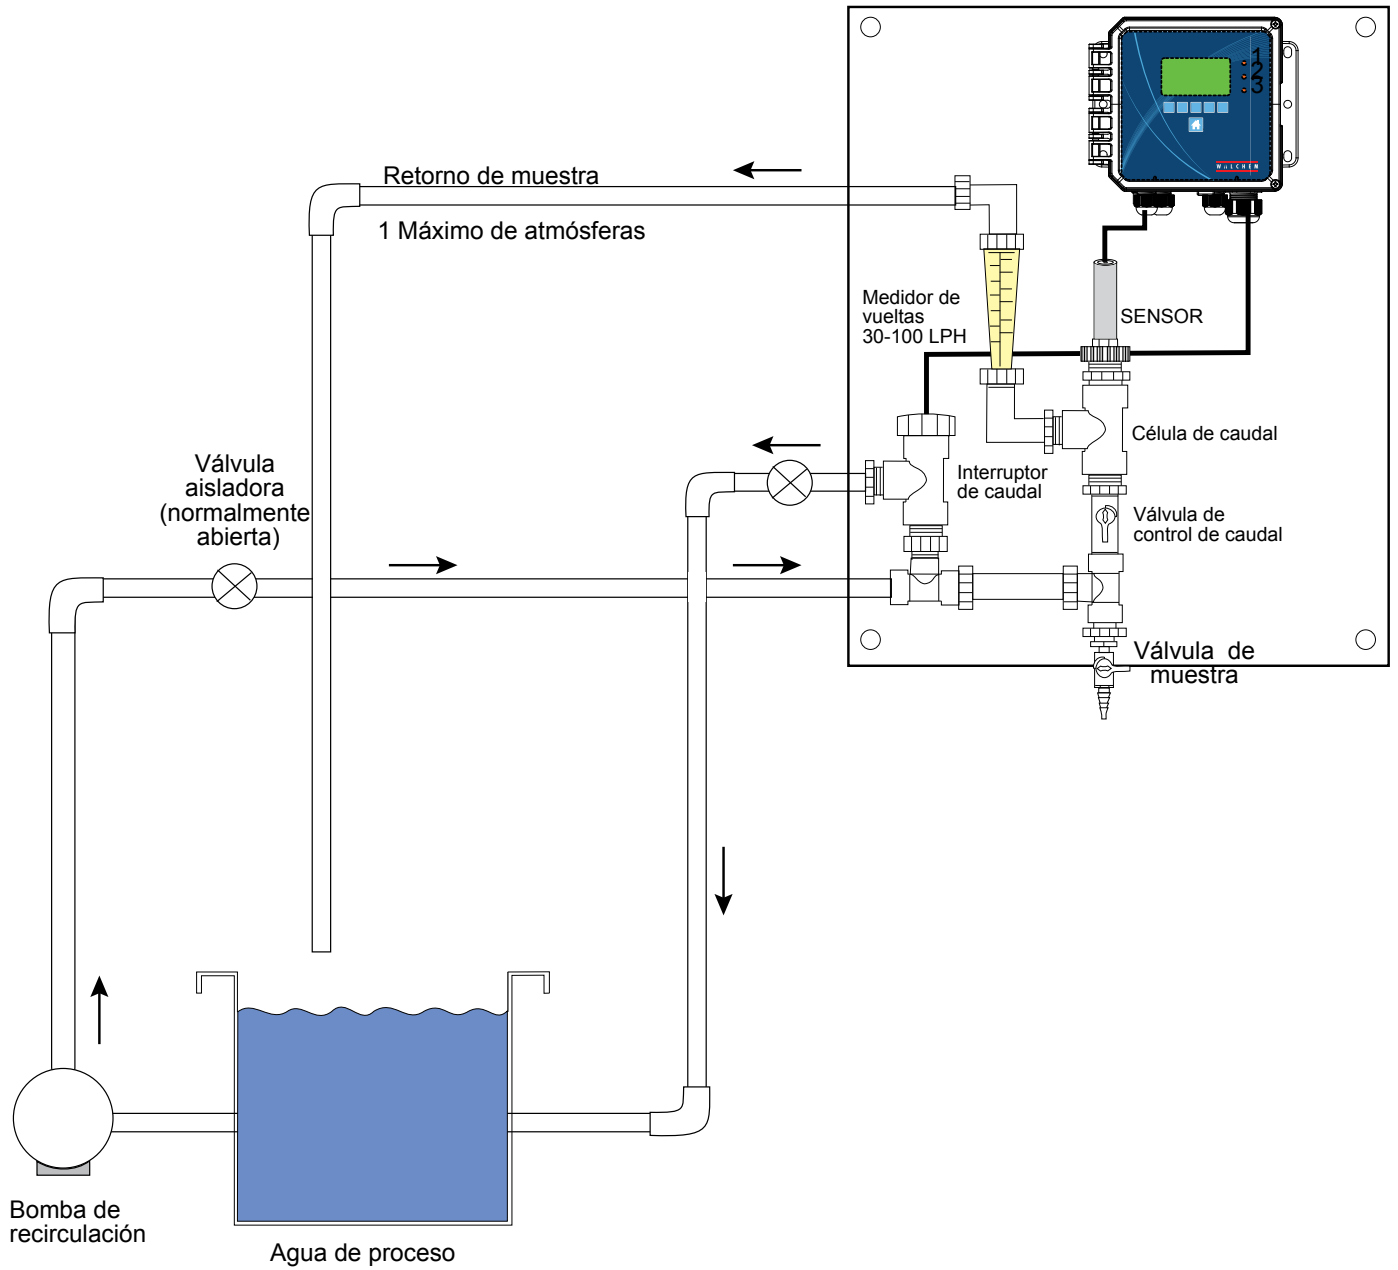 1
2
3
WALCHEM
Retorno de muestra
1 Máximo de atmósferas
Medidor de
vueltas
30-100 LPH
SENSOR
Célula de caudal
Interruptor
de caudal
Válvula
aisladora
(normalmente
abierta)
Válvula de
control de caudal
Válvula de
muestra
Bomba de
recirculación
Agua de proceso